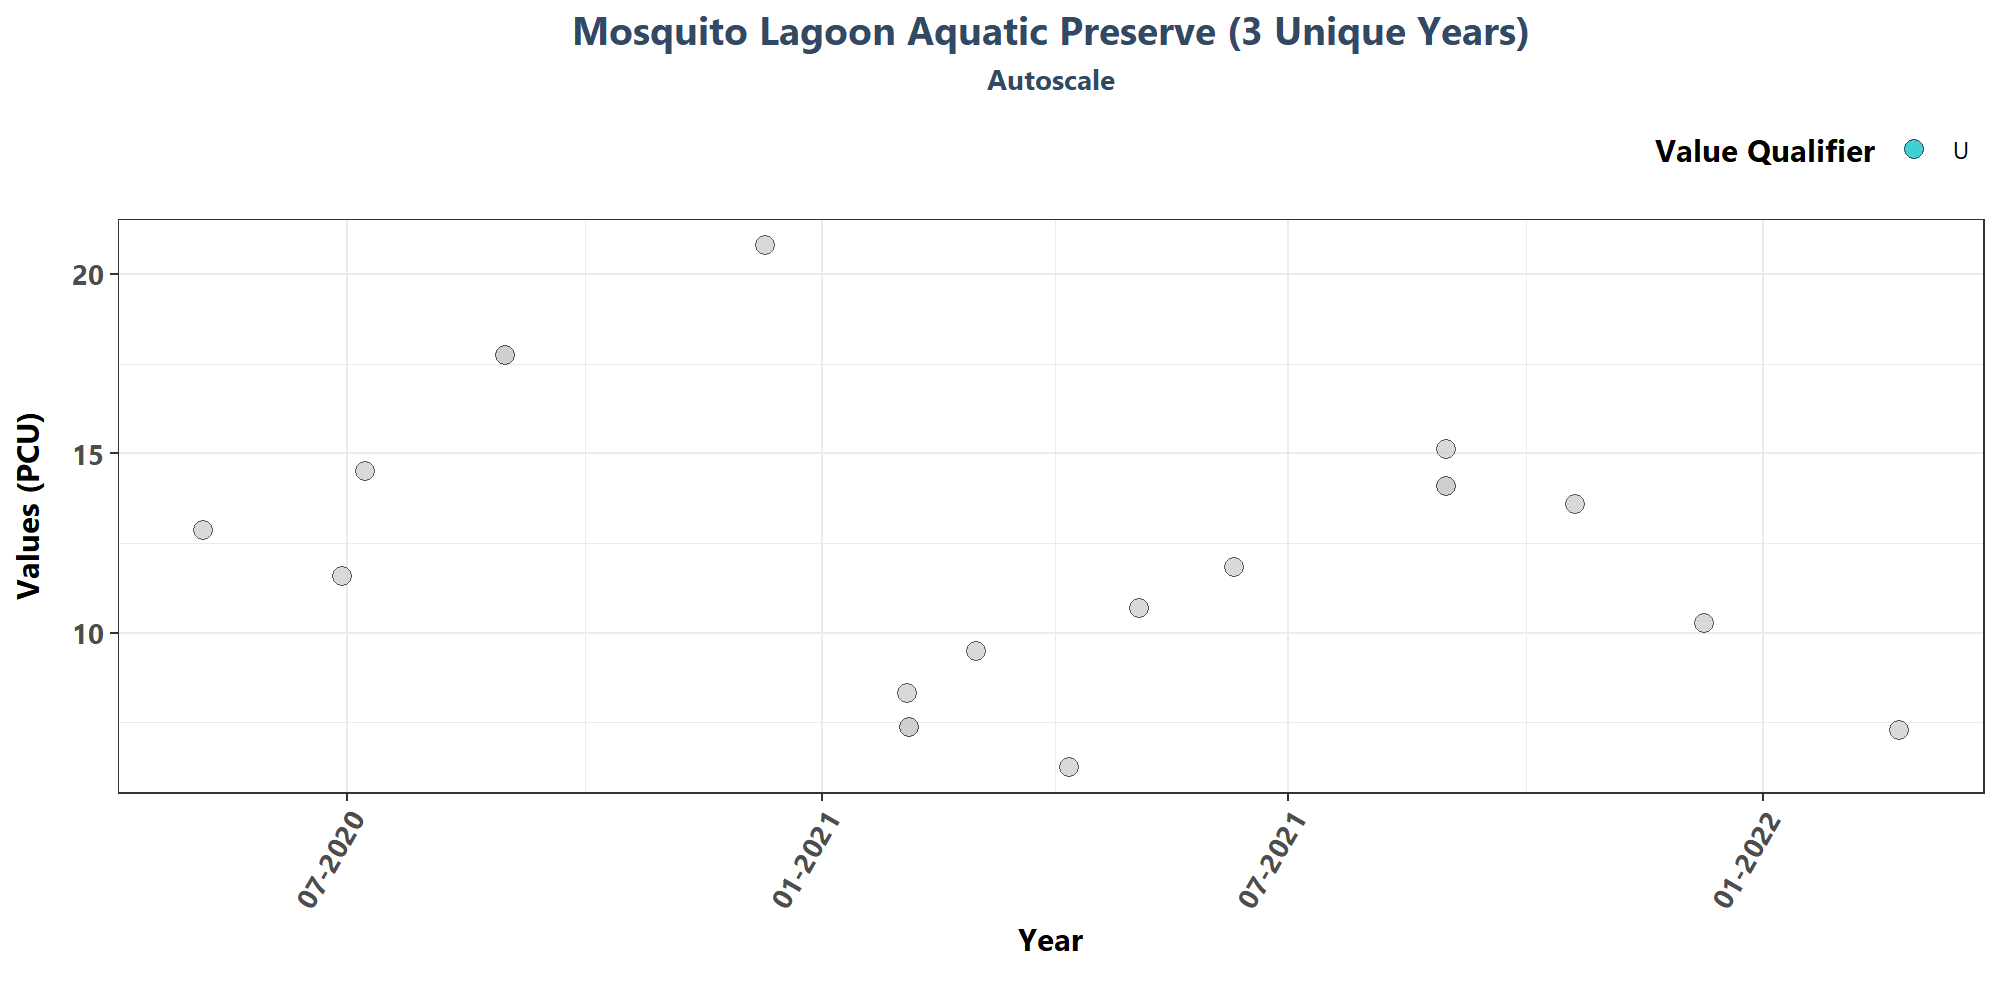 Mosquito Lagoon Aquatic Preserve (3 Unique Years)
Autoscale
Value Qualifier U
Values (PCU)
20
15
10
07-2020
01-2021
07-2021
01-2022
Year